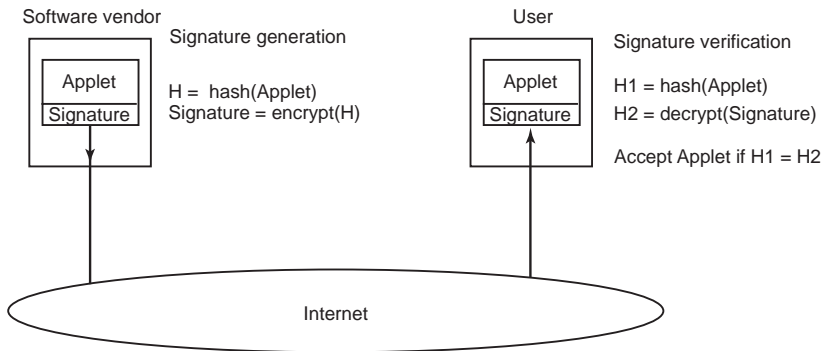 Software vendor
Signature generation
Applet
Signature
H = hash(Applet)
Signature = encrypt(H)
User
Signature verification
Applet
Signature
H1 = hash(Applet)
H2 = decrypt(Signature)
Accept Applet if H1 = H2
Internet